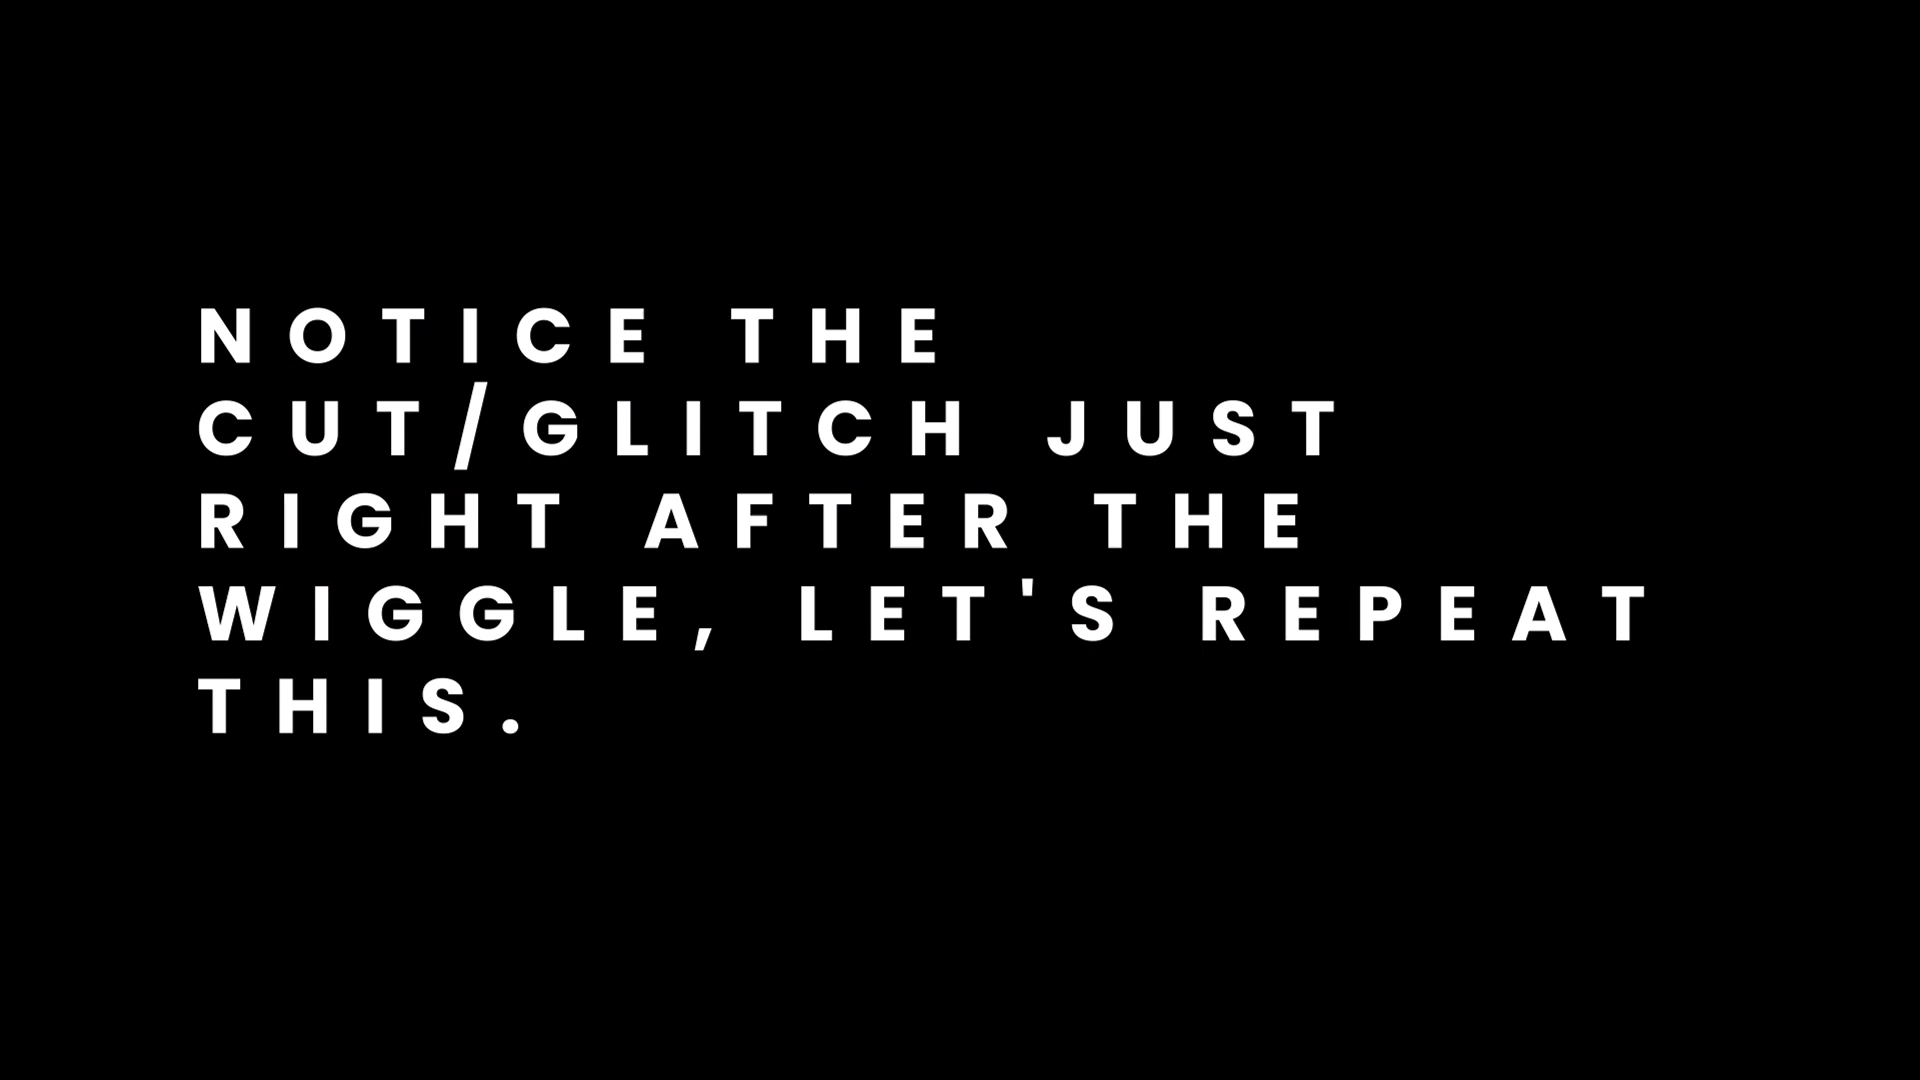 NOTICE THE
CUT/GLITCH JUST
RIGHT AFTER THE
WIGGLE, LET'S REPEAT
THIS.